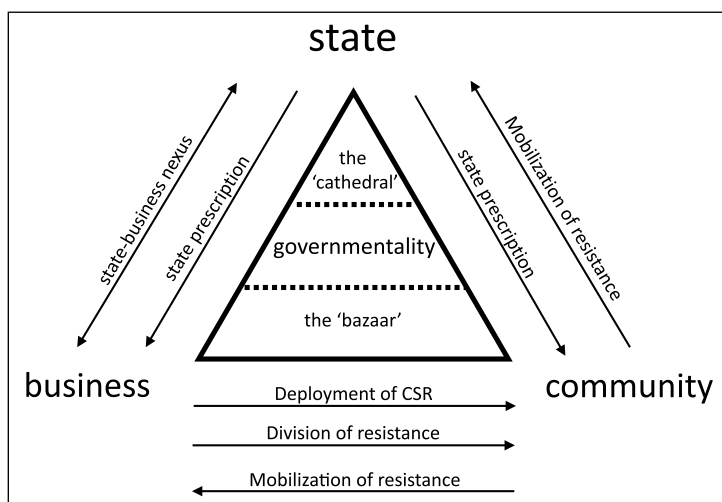 state
state-business nexus
state prescription
the
'cathedral'
governmentality
the 'bazaar'
state prescription
Mobilization of resistance
business
community
Deployment of CSR
Division of resistance
Mobilization of resistance